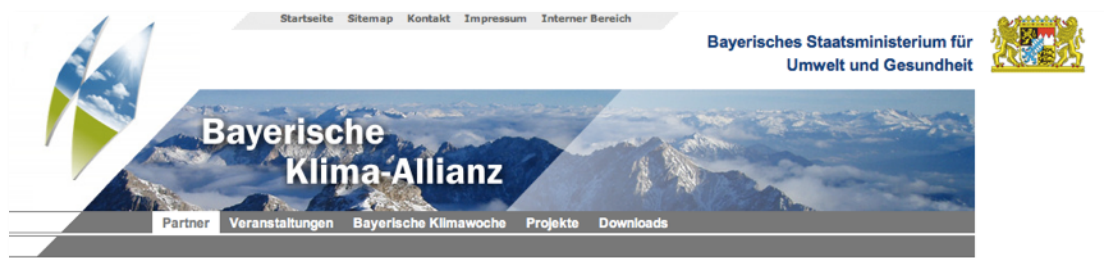 Startseite Sitemap Kontakt Impressum Interner Bereich
Bayerisches Staatsministerium für
Umwelt und Gesundheit
Bayerische
Klima-Allianz
Partner Veranstaltungen Bayerische Klimawoche Projekte Downloads